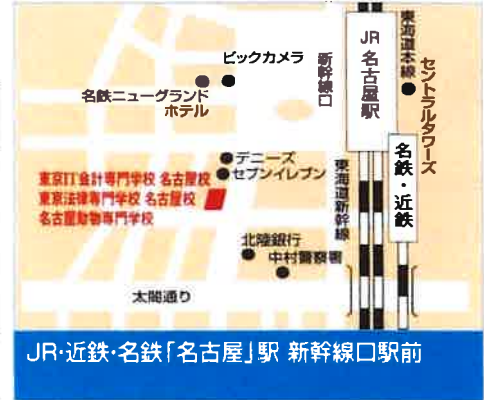 ビックカメラ
名鉄ニューグランド
ホテル
新幹線口
JR 名古屋駅
東海道本線
セントラルタワーズ
デニーズ
セブンイレブン
東京IT会計専門学校 名古屋校
東京法律専門学校 名古屋校
名古屋動物専門学校
東海道新幹線
名鉄・近鉄
北陸銀行
中村警察署
太閤通り
JR・近鉄・名鉄「名古屋」駅 新幹線口駅前